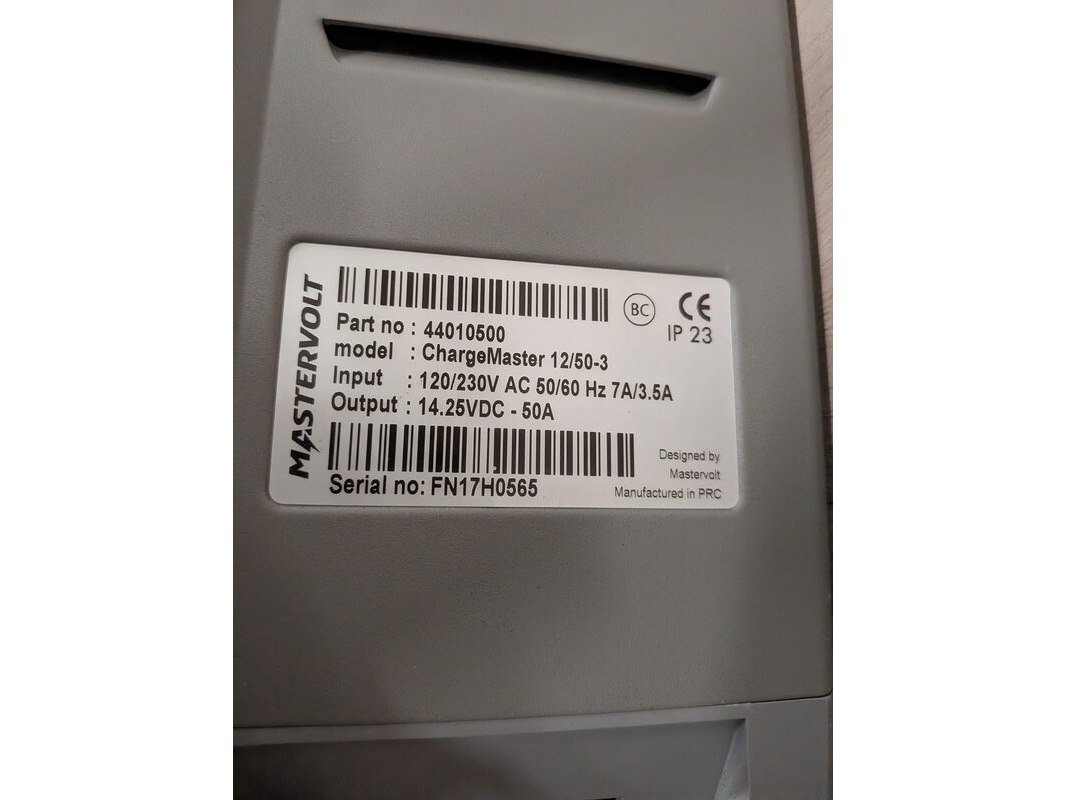 MASTERVOLT
BC
CE
IP 23
Part no : 44010500
model : ChargeMaster 12/50-3
Input : 120/230V AC 50/60 Hz 7A/3.5A
Output : 14.25VDC - 50A
Serial no: FN17H0565
Designed by
Mastervolt
Manufactured in PRC